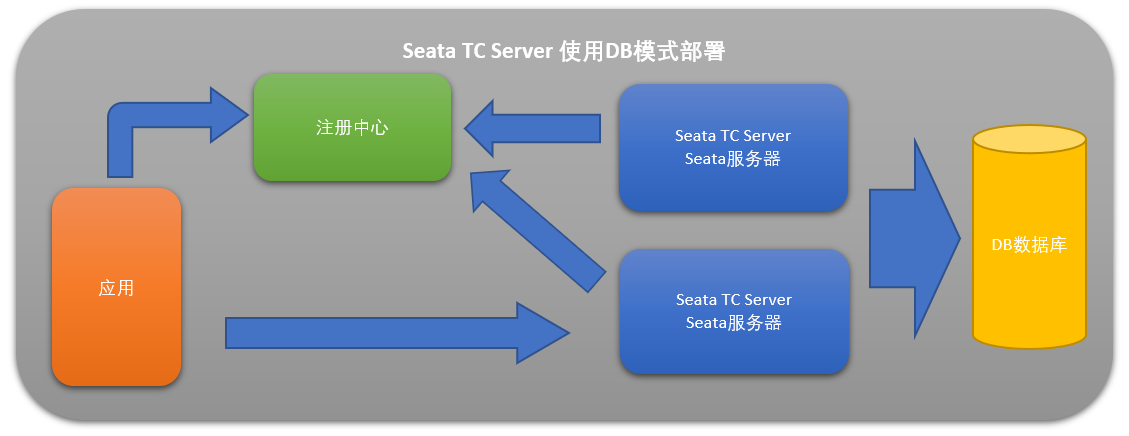 Seata TC Server 使用DB模式部署
注册中心
Seata TC Server
Seata服务器
应用
Seata TC Server
Seata服务器
DB数据库